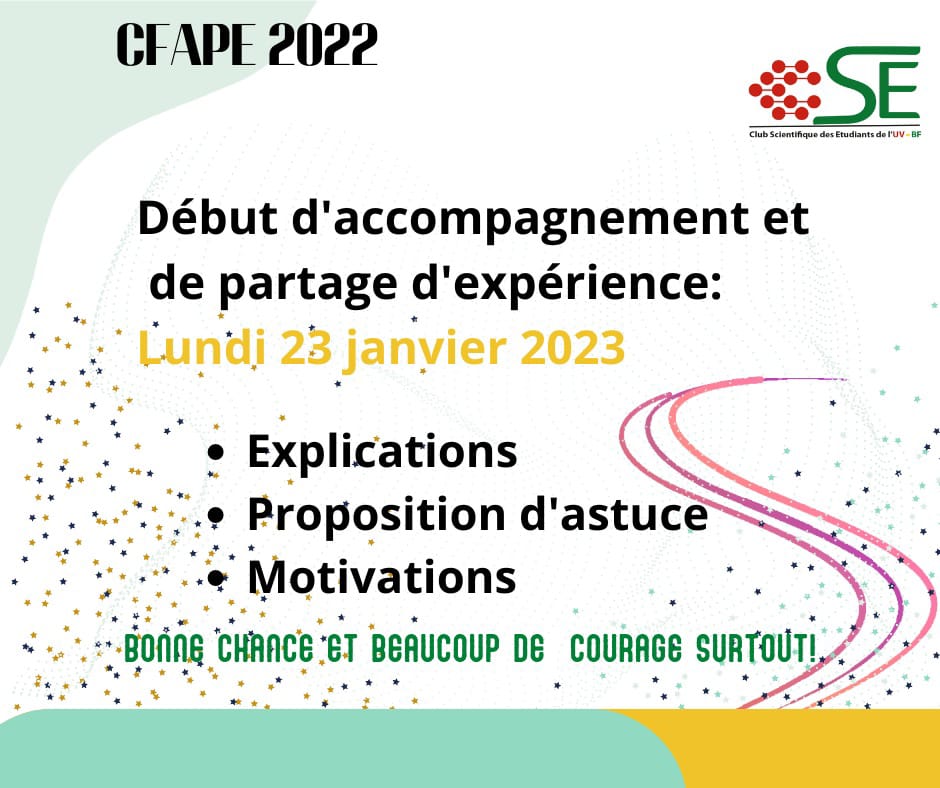 CFAPE 2022
CSE
Club Scientifique des Etudiants de l'UV-BF
Début d'accompagnement et
de partage d'expérience:
Lundi 23 janvier 2023
• Explications
• Proposition d'astuce
• Motivations
BONNE CHANCE ET BEAUCOUP DE COURAGE SURTOUT!